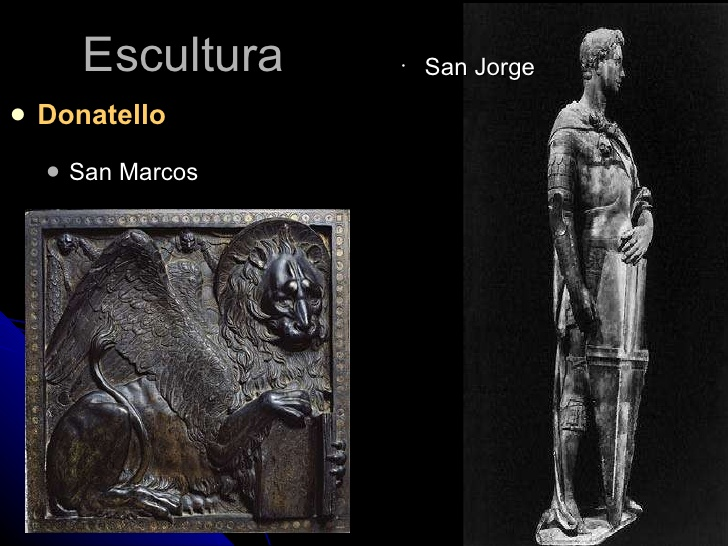 Escultura
Donatello
San Marcos
San Jorge